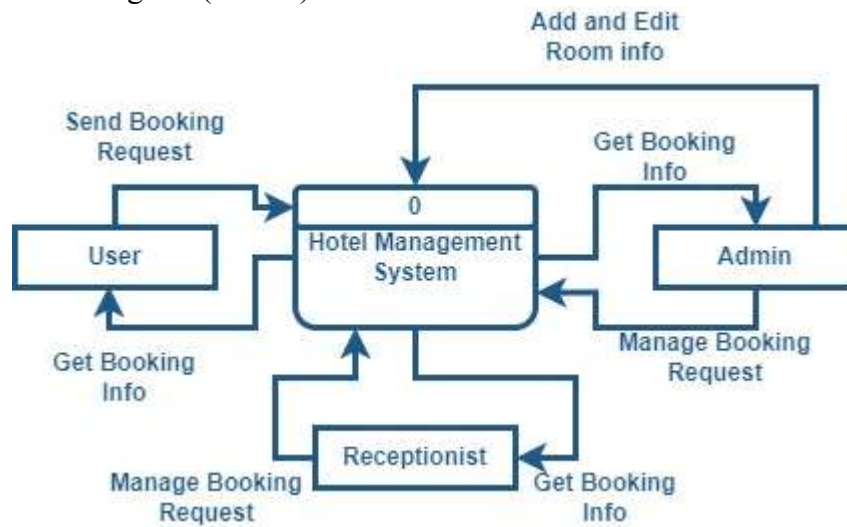 Add and Edit
Room info
Send Booking
Request
Get Booking
Info
0
User
Hotel Management
System
Admin
Get Booking
Info
Manage Booking
Request
Receptionist
Manage Booking
Request
Get Booking
Info